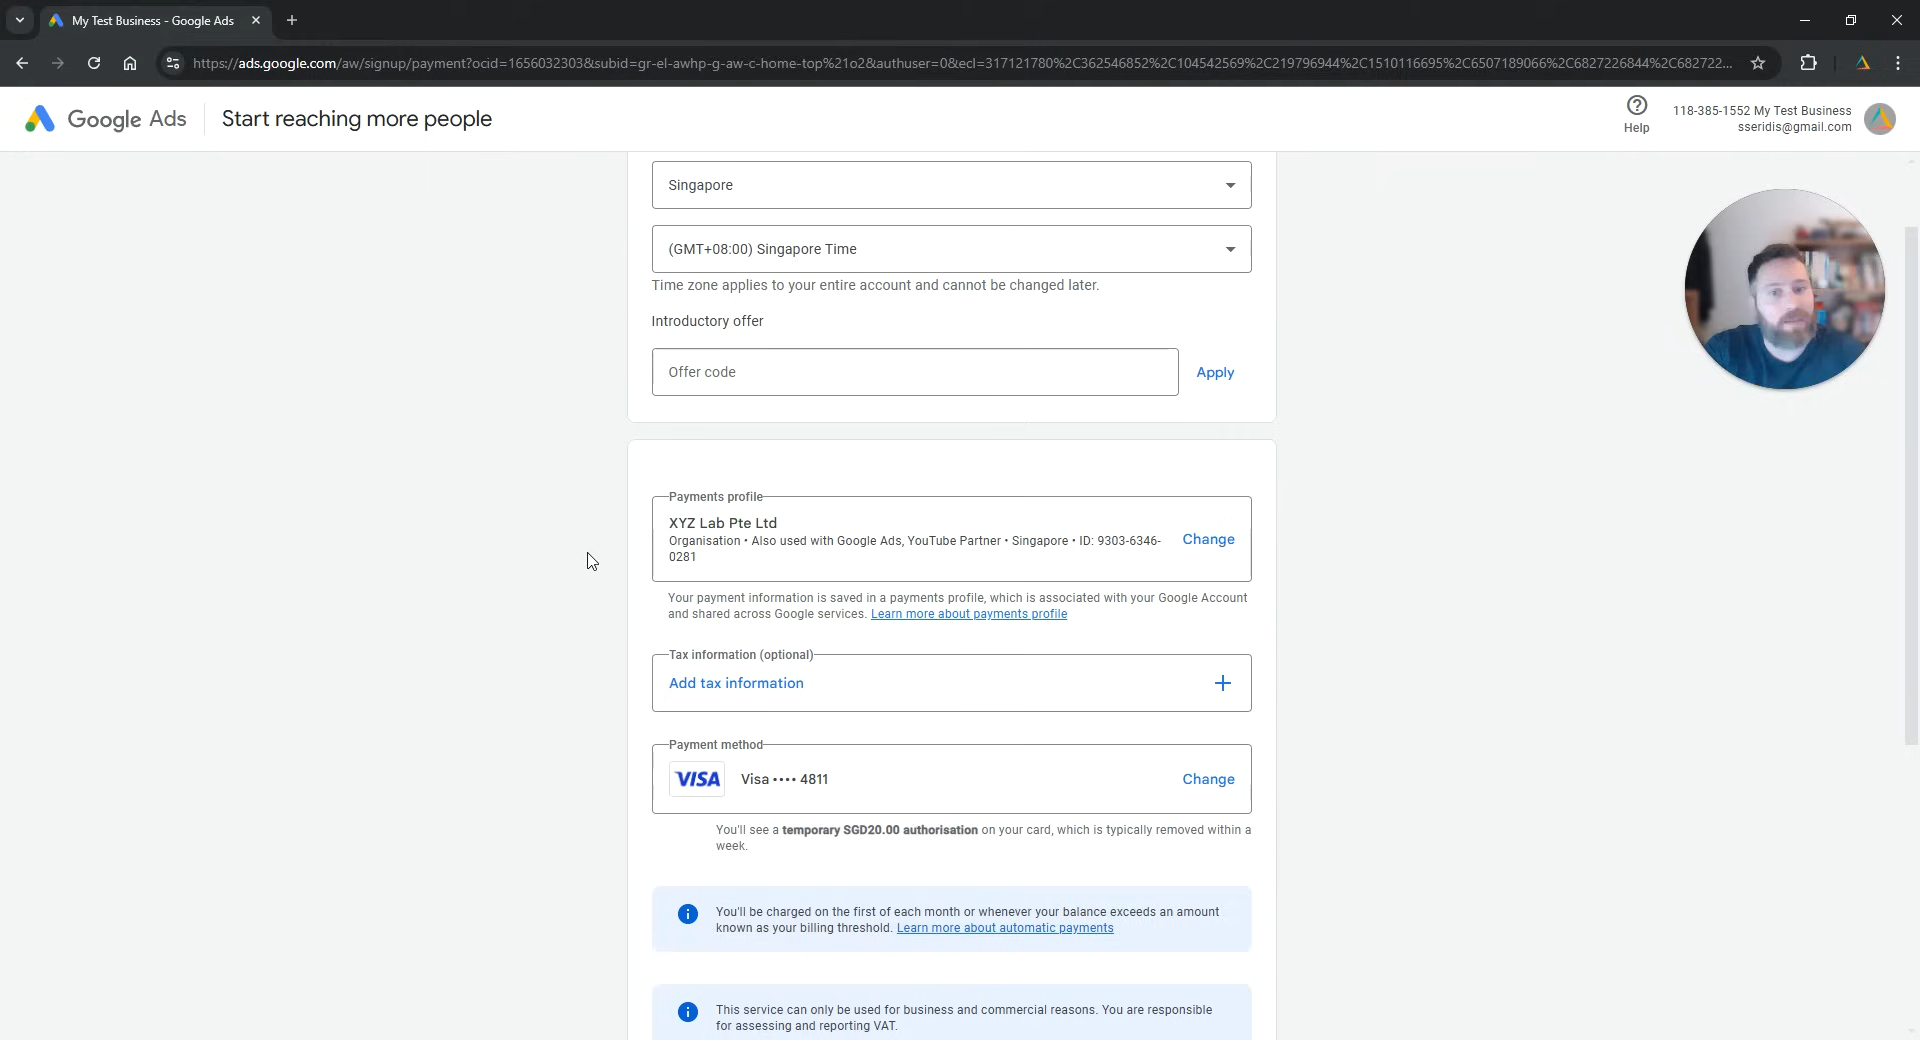 My Test Business - Google Ads
https://ads.google.com/aw/signup/payment?ocid=1656032303&subid=gr-el-awhp-g-aw-c-home-top%21o2&authuser=0&ecl=317121780%2C362546852%2C104542569%2C219796944%2C1510116695%2C6507189066%2C6827226844%2C682722...
Google Ads
Start reaching more people
Help
118-385-1552 My Test Business
sseridis@gmail.com
Singapore
(GMT+08:00) Singapore Time
Time zone applies to your entire account and cannot be changed later.
Introductory offer
Offer code
Apply
Payments profile
XYZ Lab Pte Ltd
Organisation • Also used with Google Ads, YouTube Partner • Singapore • ID: 9303-6346-
0281
Change
Your payment information is saved in a payments profile, which is associated with your Google Account
and shared across Google services. Learn more about payments profile
Tax information (optional)
Add tax information
Payment method
VISA
Visa •••• 4811
Change
You'll see a temporary SGD20.00 authorisation on your card, which is typically removed within a
week.
You'll be charged on the first of each month or whenever your balance exceeds an amount
known as your billing threshold. Learn more about automatic payments
This service can only be used for business and commercial reasons. You are responsible
for assessing and reporting VAT.